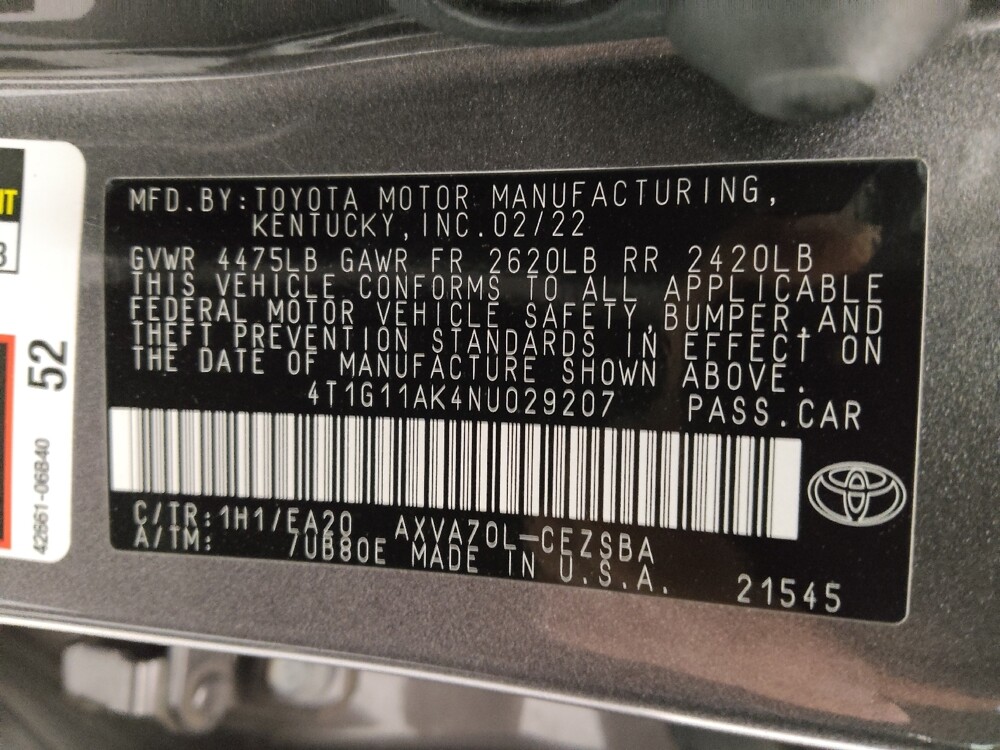 MFD.BY:TOYOTA MOTOR MANUFACTURING,
KENTUCKY, INC. 02/22
GVWR 4475LB GAWR FR 2620LB RR 2420LB
THIS VEHICLE CONFORMS TO ALL APPLICABLE
FEDERAL MOTOR VEHICLE SAFETY, BUMPER, AND
THEFT PREVENTION STANDARDS IN EFFECT ON
THE DATE OF MANUFACTURE SHOWN ABOVE.
4T1G11AK4NU029207 PASS.CAR
C/TR:1H1/EA20 AXVA70L-CEZSBA
A/TM: 7UB80E MADE IN U.S.A. 21545
52
42661-06840